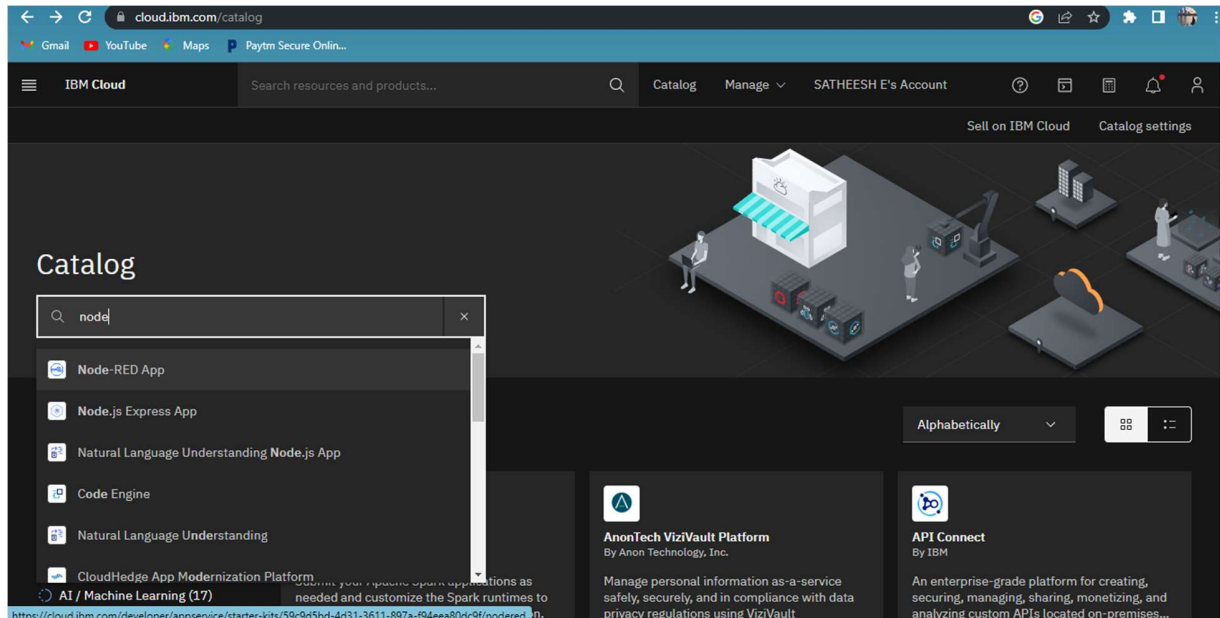 cloud.ibm.com/catalog
Gmail YouTube Maps Paytm Secure Onlin...
IBM Cloud Search resources and products... Catalog Manage SATHEESH E's Account
Sell on IBM Cloud Catalog settings
Catalog
node
Node-RED App
Node.js Express App
Natural Language Understanding Node.js App
Code Engine
Natural Language Understanding
CloudHedge App Modernization Platform
AI / Machine Learning (17)
Alphabetically
Submit your Apache Spark applications as
needed and customize the Spark runtimes to
AnonTech ViziVault Platform
By Anon Technology, Inc.
Manage personal information as-a-service
safely, securely, and in compliance with data
privacy regulations using ViziVault
API Connect
By IBM
An enterprise-grade platform for creating,
securing, managing, sharing, monetizing, and
analyzing custom APIs located on-premises...
https://cloud.ibm.com/developer/appservice/starter-kits/59c9d5bd-4d31-3611-897a-f94eea80dc9f/nodered